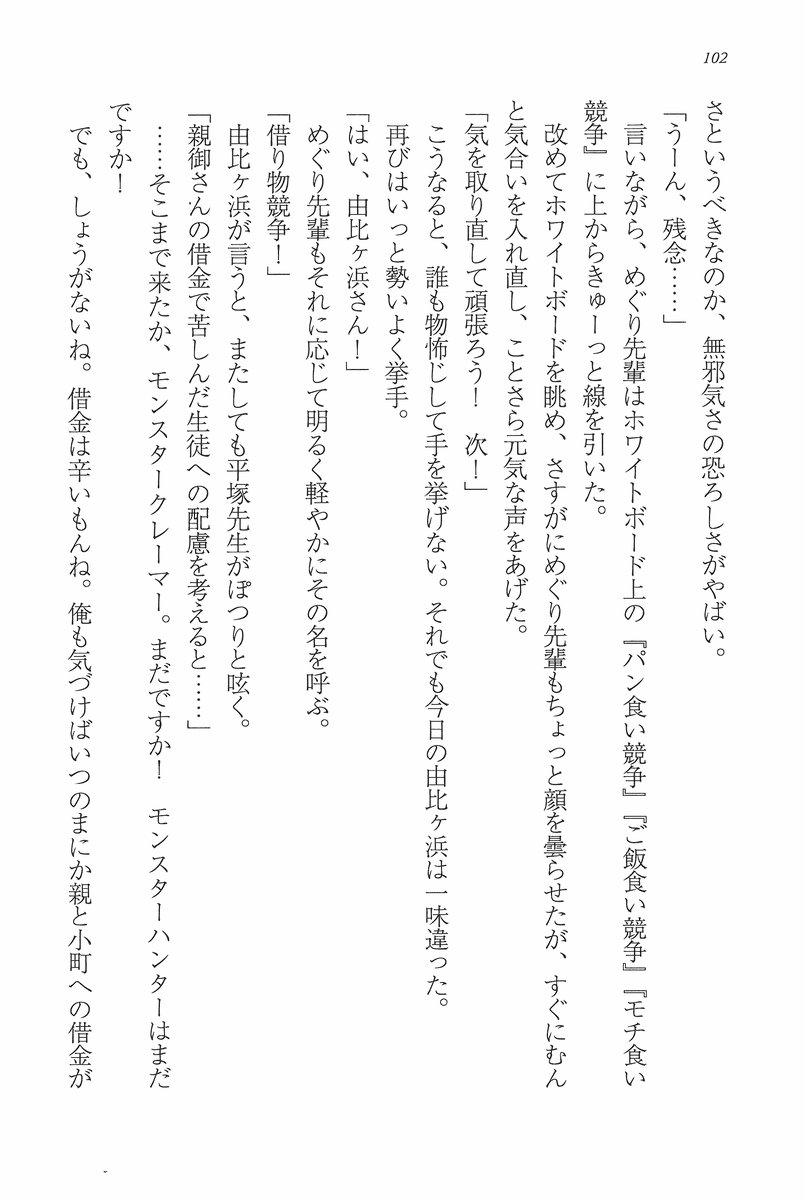 102
さというべきなのか、無邪気さの恐ろしさがやばい。
「うーん、残念……」
　言いながら、めぐり先輩はホワイトボード上の『パン食い競争』『ご飯食い競争』『モチ食い
競争』に上からきゅーっと線を引いた。
　改めてホワイトボードを眺め、さすがにめぐり先輩もちょっと顔を曇らせたが、すぐにむん
と気合いを入れ直し、ことさら元気な声をあげた。
「気を取り直して頑張ろう！　次！」
　こうなると、誰も物怖じして手を挙げない。それでも今日の由比ヶ浜は一味違った。
　再びはいっと勢いよく挙手。
「はい、由比ヶ浜さん！」
　めぐり先輩もそれに応じて明るく軽やかにその名を呼ぶ。
「借り物競争！」
　由比ヶ浜が言うと、またしても平塚先生がぽつりと呟く。
「親御さんの借金で苦しんだ生徒への配慮を考えると……」
　……そこまで来たか、モンスタークレーマー。まだですか！　モンスターハンターはまだ
ですか！
　でも、しょうがないね。借金は辛いもんね。俺も気づけばいつのまにか親と小町への借金が